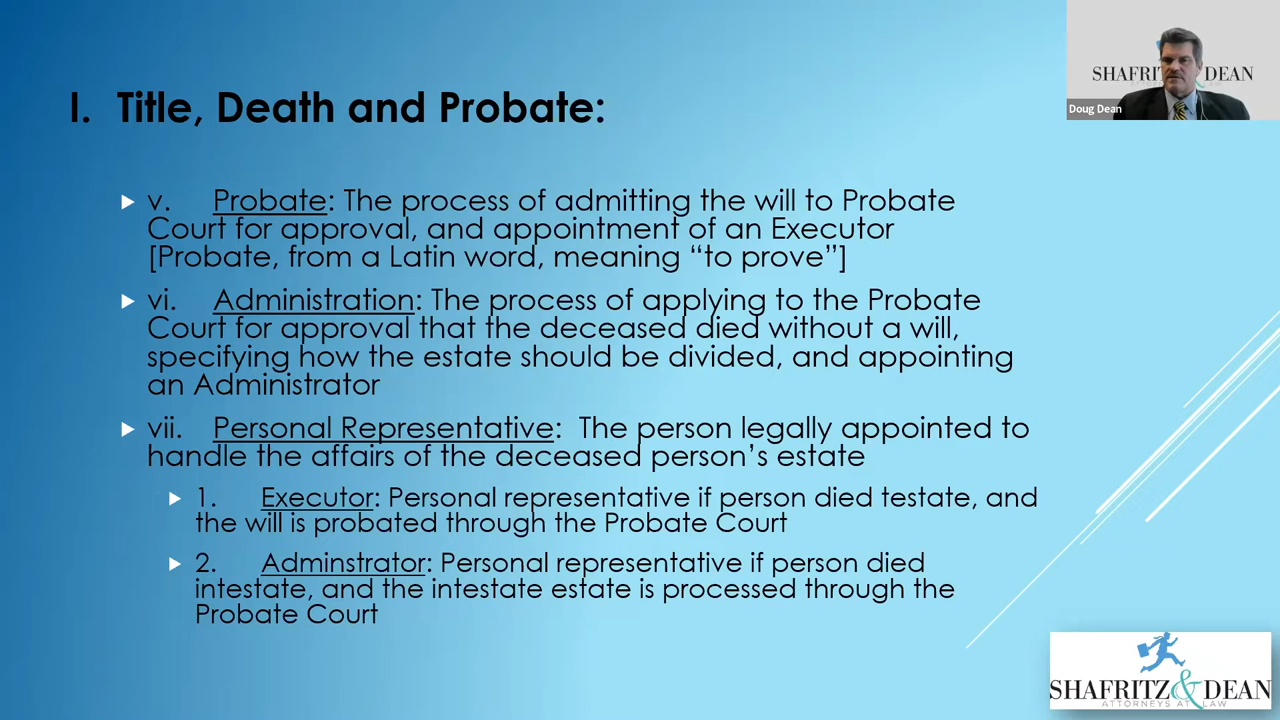 SHAFRITZ DEAN
Doug Dean
I. Title, Death and Probate:
v. Probate: The process of admitting the will to Probate
Court for approval, and appointment of an Executor
[Probate, from a Latin word, meaning “to prove”]
vi. Administration: The process of applying to the Probate
Court for approval that the deceased died without a will,
specifying how the estate should be divided, and appointing
an Administrator
vii. Personal Representative: The person legally appointed to
handle the affairs of the deceased person’s estate
1. Executor: Personal representative if person died testate, and
the will is probated through the Probate Court
2. Adminstrator: Personal representative if person died
intestate, and the intestate estate is processed through the
Probate Court
SHAFRITZ & DEAN
ATTORNEYS AT LAW